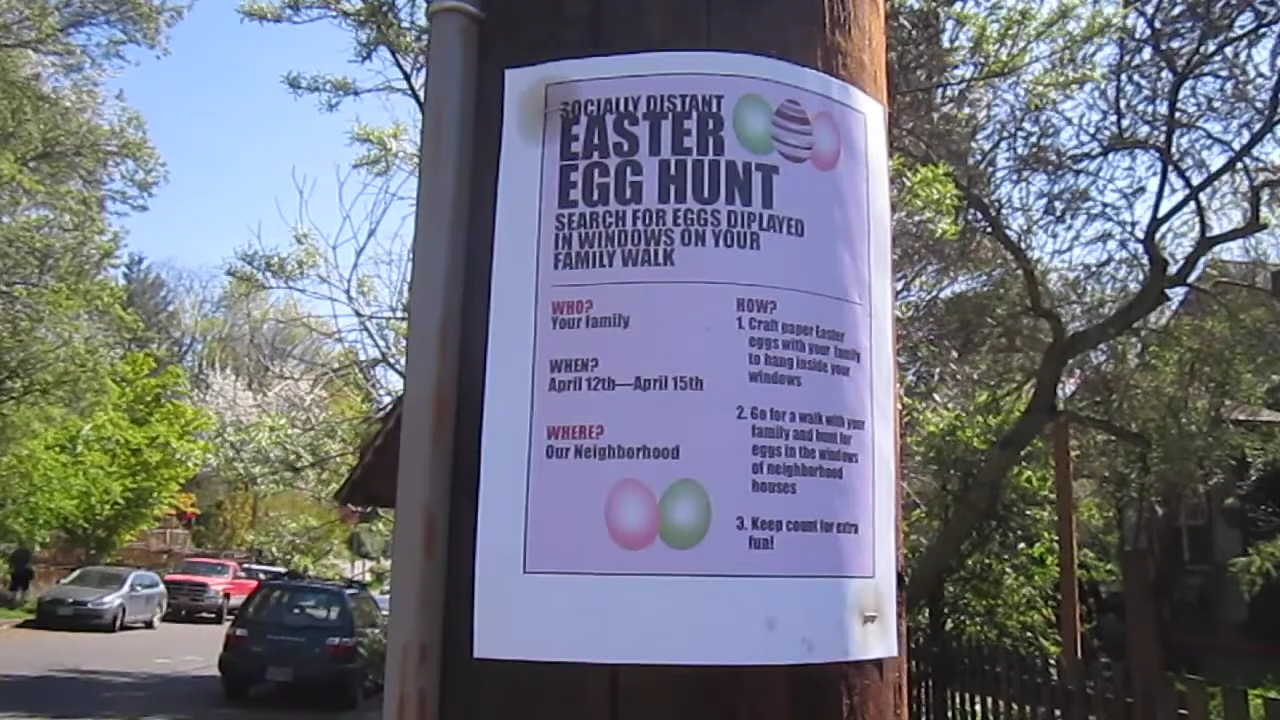 SOCIALLY DISTANT
EASTER
EGG HUNT
SEARCH FOR EGGS DIPLAYED
IN WINDOWS ON YOUR
FAMILY WALK
WHO?
Your family
WHEN?
April 12th—April 15th
WHERE?
Our Neighborhood
HOW?
1. Craft paper Easter
eggs with your family
to hang inside your
windows
2. Go for a walk with your
family and hunt for
eggs in the windows
of neighborhood
houses
3. Keep count for extra
fun!